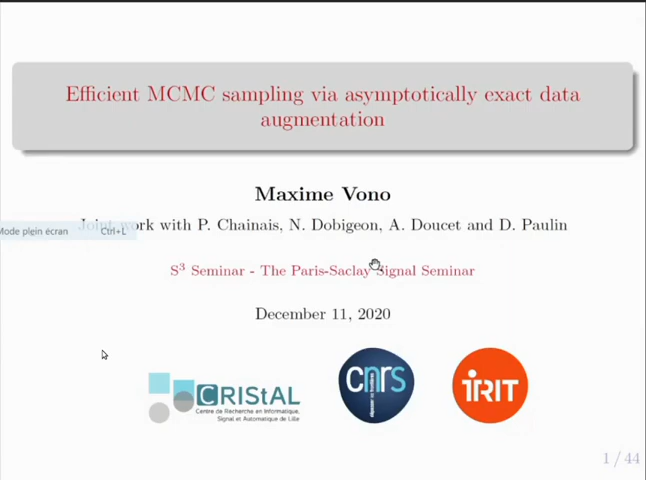 Efficient MCMC sampling via asymptotically exact data
augmentation
Maxime Vono
Joint work with P. Chainais, N. Dobigeon, A. Doucet and D. Paulin
Mode plein écran Ctrl+L
S³ Seminar - The Paris-Saclay Signal Seminar
December 11, 2020
CRIStAL
Centre de Recherche en Informatique,
Signal et Automatique de Lille
cnrs
IRIT
1 / 44